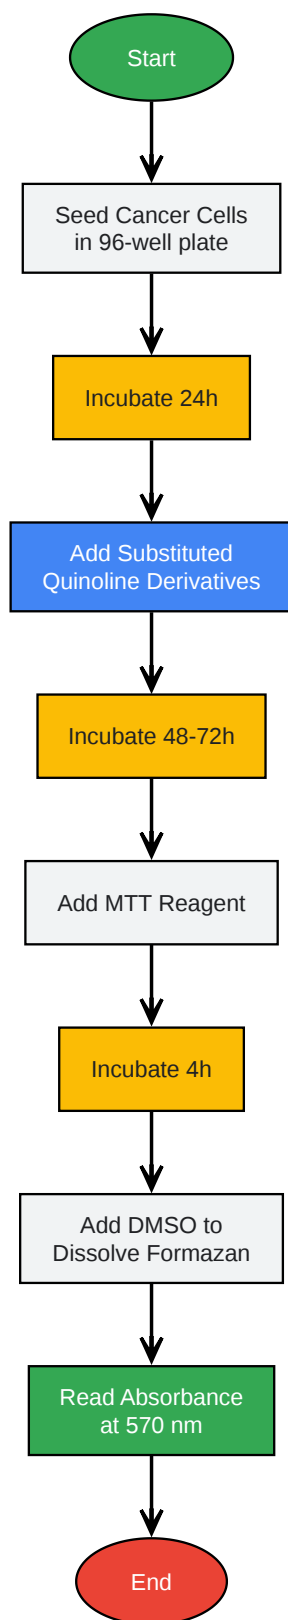 Start
Seed Cancer Cells
in 96-well plate
Incubate 24h
Add Substituted
Quinoline Derivatives
Incubate 48-72h
Add MTT Reagent
Incubate 4h
Add DMSO to
Dissolve Formazan
Read Absorbance
at 570 nm
End